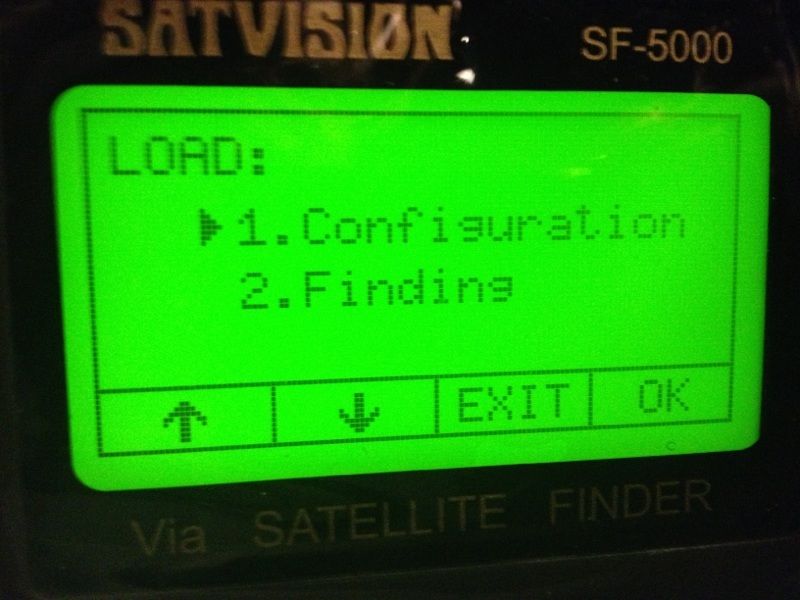 SATVISION SF-5000
LOAD:
1.Configuration
2.Finding
EXIT OK
Via SATELLITE FINDER